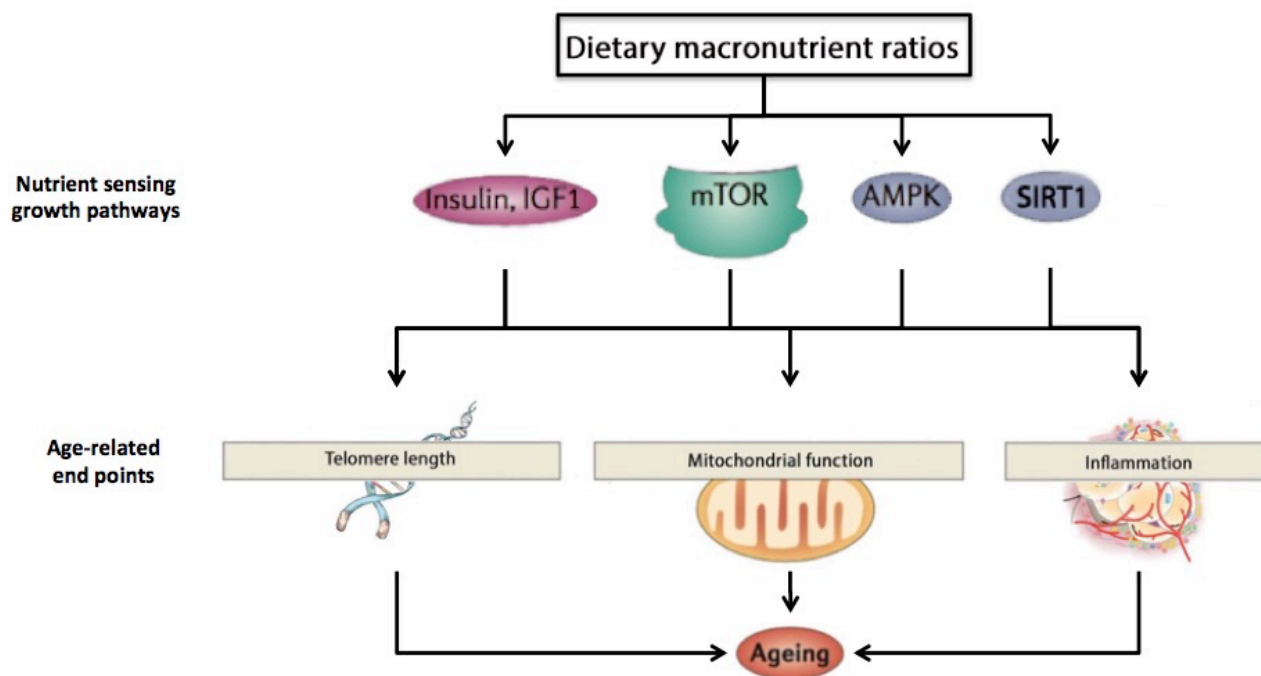 Dietary macronutrient ratios
Nutrient sensing
growth pathways
Insulin, IGF1
mTOR
AMPK
SIRT1
Age-related
end points
Telomere length
Mitochondrial function
Inflammation
Ageing